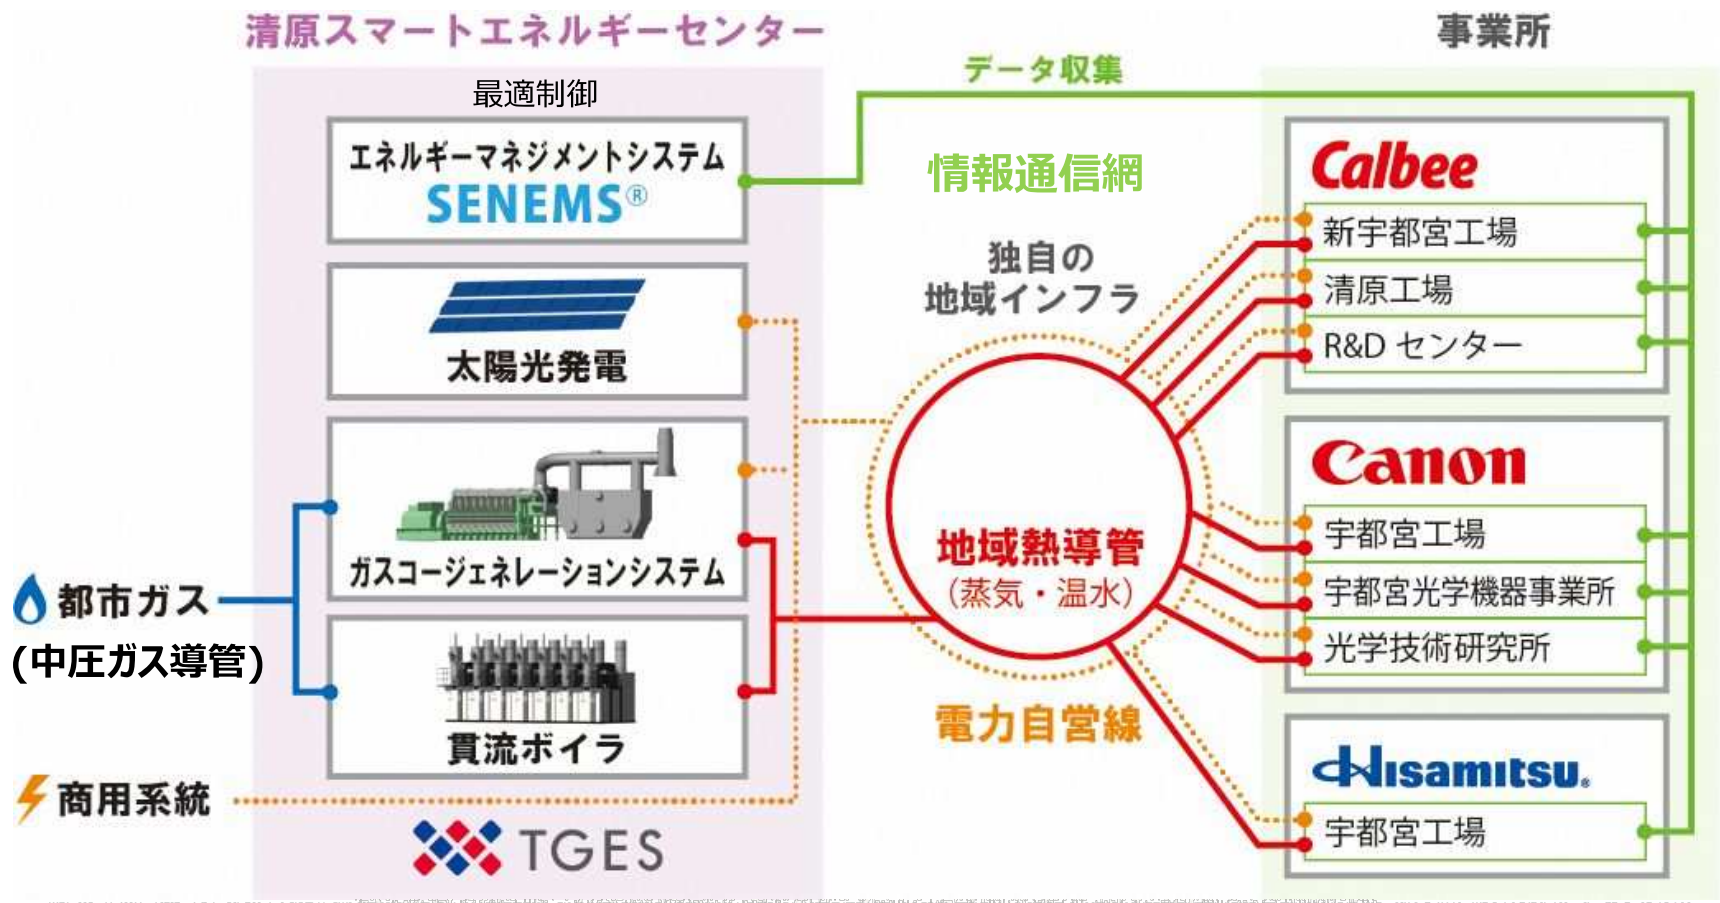 清原スマートエネルギーセンター
最適制御
エネルギーマネジメントシステム
SENEMS®
太陽光発電
ガスコージェネレーションシステム
貫流ボイラ
都市ガス
(中圧ガス導管)
商用系統
TGES
データ収集
情報通信網
独自の
地域インフラ
地域熱導管
（蒸気・温水）
電力自営線
事業所
Calbee
新宇都宮工場
清原工場
R&D センター
Canon
宇都宮工場
宇都宮光学機器事業所
光学技術研究所
Hisamitsu®
宇都宮工場